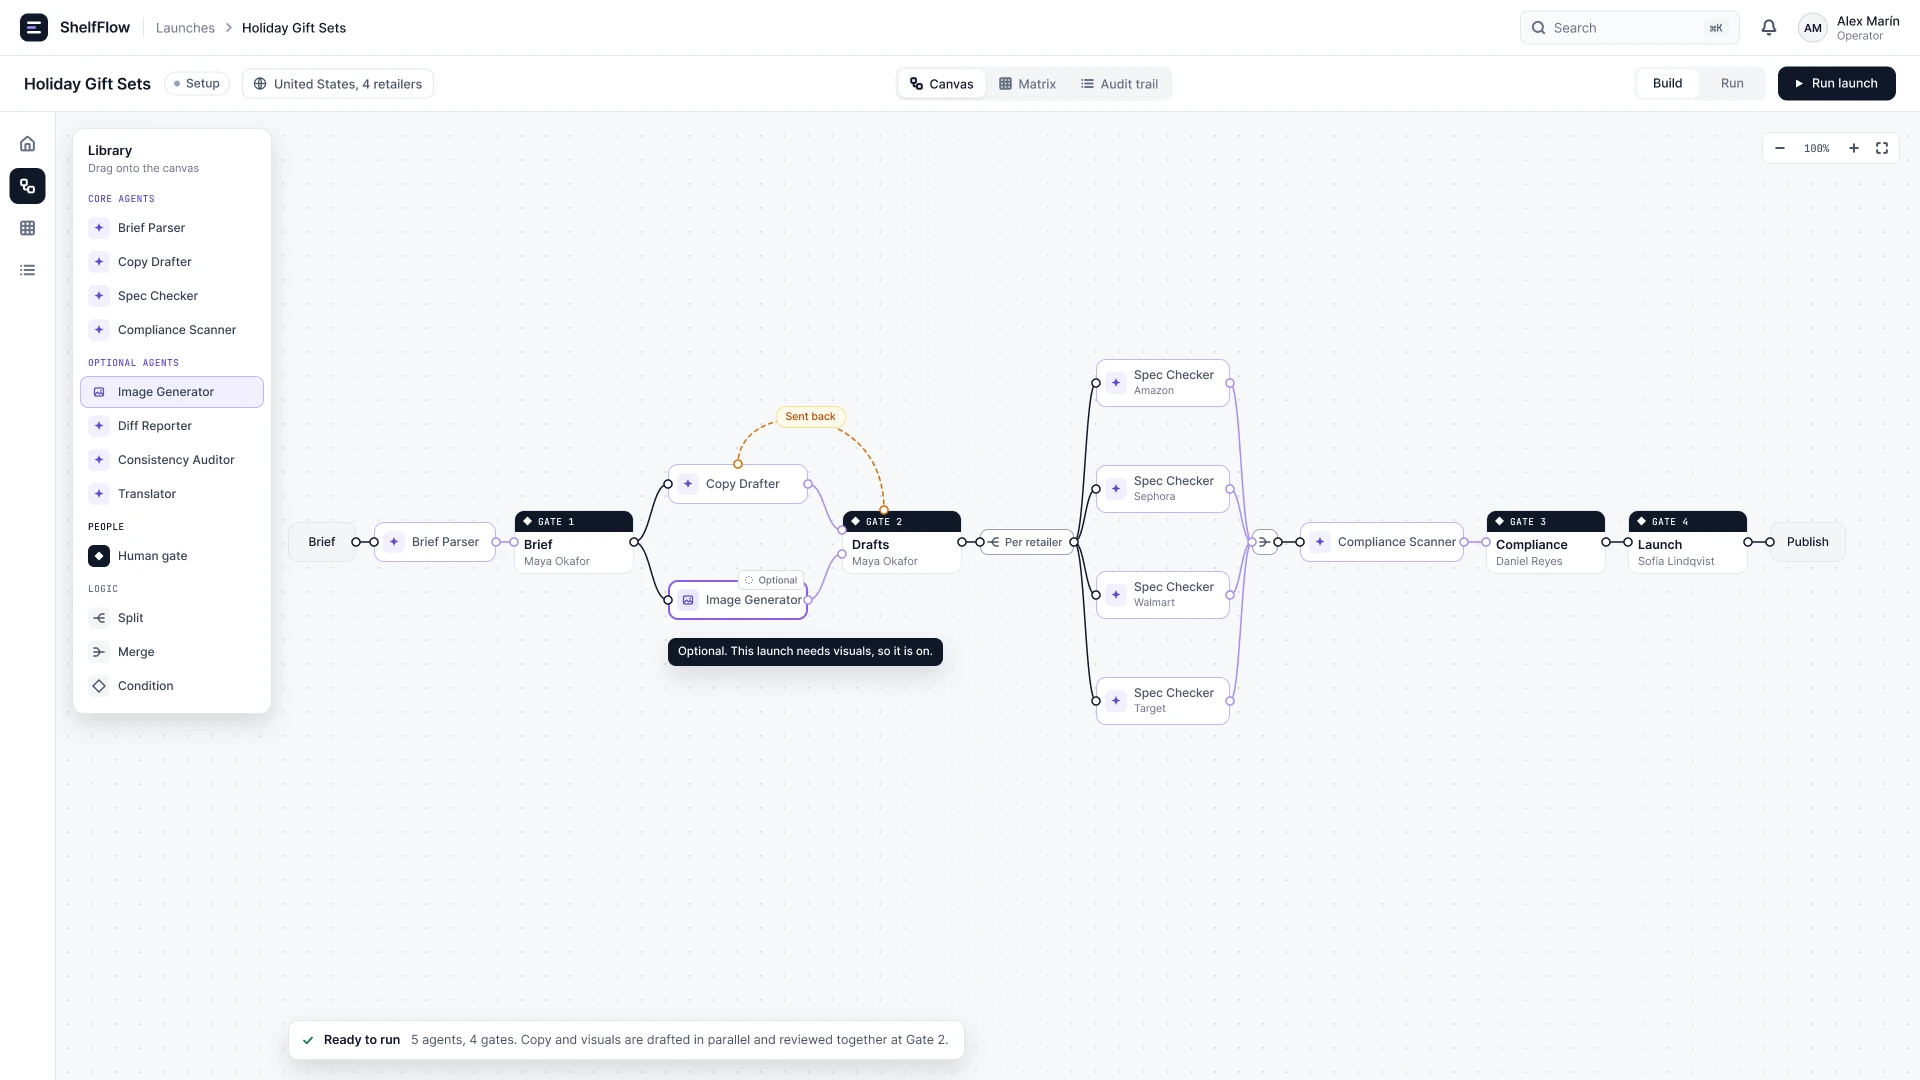 ShelfFlow
Launches > Holiday Gift Sets
Search ⌘K
AM
Alex Marín
Operator
Holiday Gift Sets
Setup
United States, 4 retailers
Canvas
Matrix
Audit trail
Build
Run
Run launch
Library
Drag onto the canvas
CORE AGENTS
Brief Parser
Copy Drafter
Spec Checker
Compliance Scanner
OPTIONAL AGENTS
Image Generator
Diff Reporter
Consistency Auditor
Translator
PEOPLE
Human gate
LOGIC
Split
Merge
Condition
100%
Brief
Brief Parser
GATE 1
Brief
Maya Okafor
Sent back
Copy Drafter
Optional
Image Generator
Optional. This launch needs visuals, so it is on.
GATE 2
Drafts
Maya Okafor
Per retailer
Spec Checker
Amazon
Spec Checker
Sephora
Spec Checker
Walmart
Spec Checker
Target
Compliance Scanner
GATE 3
Compliance
Daniel Reyes
GATE 4
Launch
Sofia Lindqvist
Publish
Ready to run 5 agents, 4 gates. Copy and visuals are drafted in parallel and reviewed together at Gate 2.